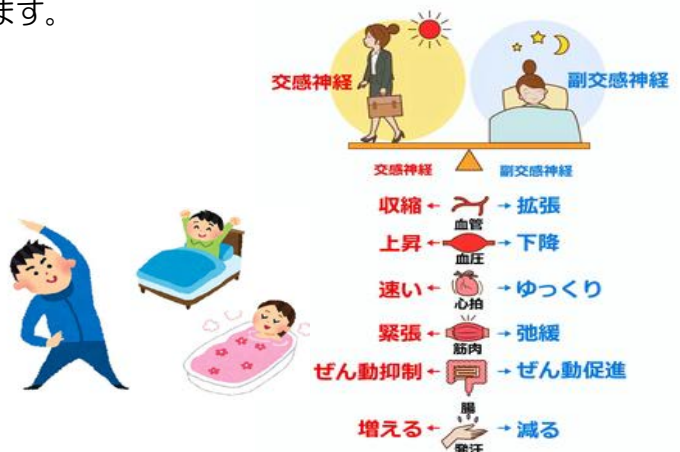 ます。
交感神経 副交感神経
交感神経 副交感神経
収縮 ← 血管 → 拡張
上昇 ← 血圧 → 下降
速い ← 心拍 → ゆっくり
緊張 ← 筋肉 → 弛緩
ぜん動抑制 ← 腸 → ぜん動促進
増える ← 発汗 → 減る